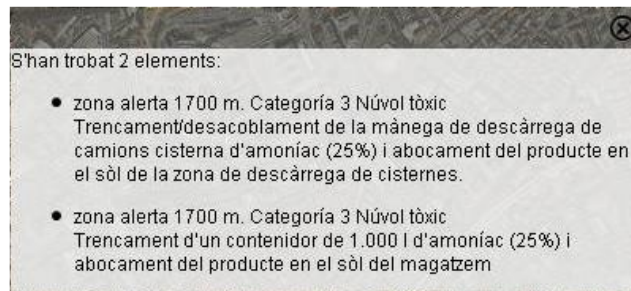 S'han trobat 2 elements:
zona alerta 1700 m. Categoría 3 Núvol tòxic
Trencament/desacoblament de la mànega de descàrrega de
camions cisterna d'amoníac (25%) i abocament del producte en
el sòl de la zona de descàrrega de cisternes.
zona alerta 1700 m. Categoría 3 Núvol tòxic
Trencament d'un contenidor de 1.000 l d'amoníac (25%) i
abocament del producte en el sòl del magatzem